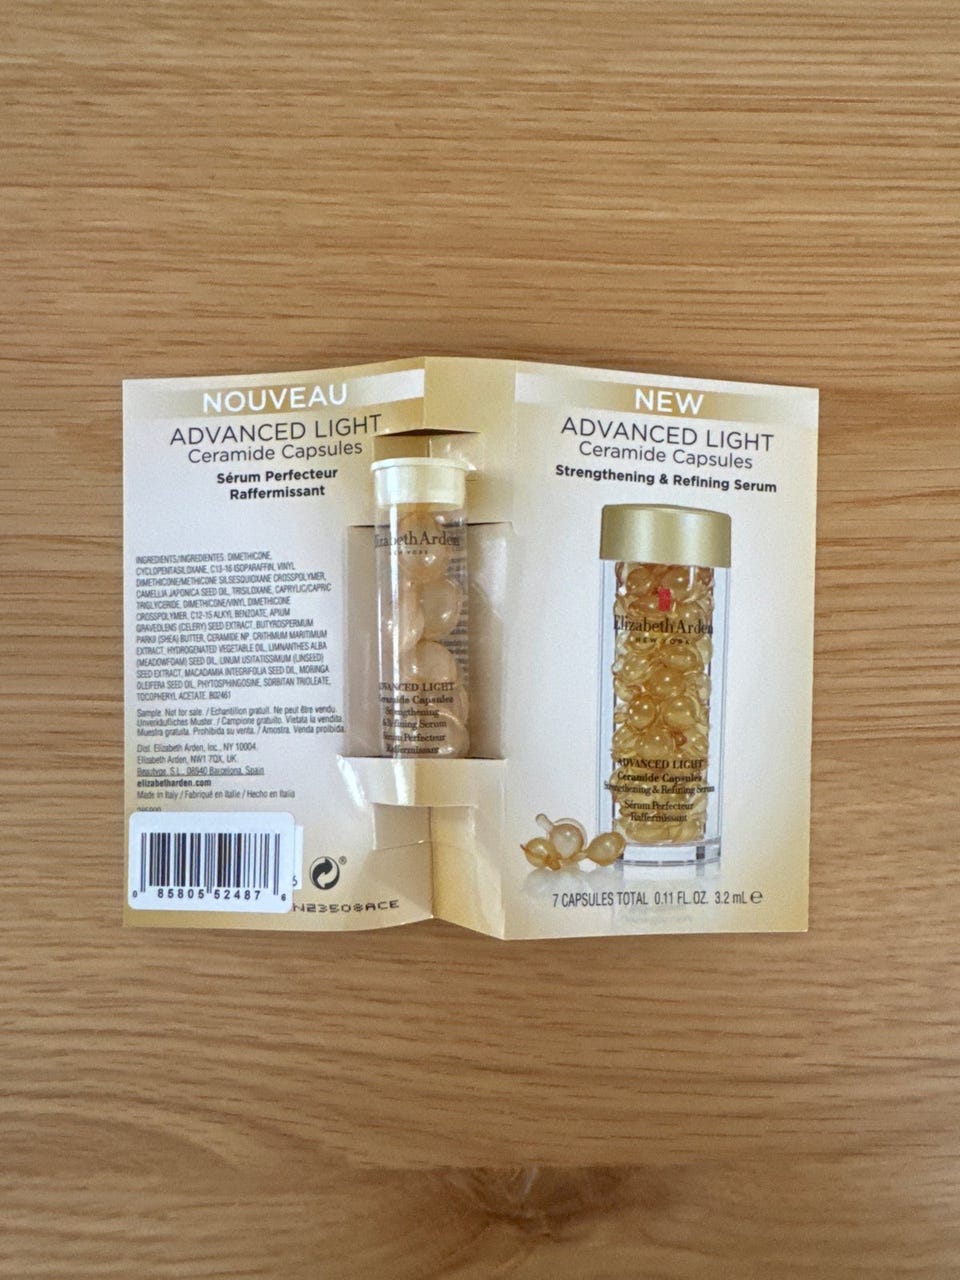 NOUVEAU
ADVANCED LIGHT
Ceramide Capsules
Sérum Perfecteur
Raffermissant
INGREDIENTS/INGREDIENTES: DIMETHICONE,
CYCLOPENTASILOXANE, C13-16 ISOPARAFFIN, VINYL
DIMETHICONE/METHICONE SILSESQUIOXANE CROSSPOLYMER,
CAMELLIA JAPONICA SEED OIL, TRISILOXANE, CAPRYLIC/CAPRIC
TRIGLYCERIDE, DIMETHICONE/VINYL DIMETHICONE
CROSSPOLYMER, C12-15 ALKYL BENZOATE, APIUM
GRAVEOLENS (CELERY) SEED EXTRACT, BUTYROSPERMUM
PARKII (SHEA) BUTTER, CERAMIDE NP, CRITHMUM MARITIMUM
EXTRACT, HYDROGENATED VEGETABLE OIL, LIMNANTHES ALBA
(MEADOWFOAM) SEED OIL, LINUM USITATISSIMUM (LINSEED)
SEED EXTRACT, MACADAMIA INTEGRIFOLIA SEED OIL, MORINGA
OLEIFERA SEED OIL, PHYTOSPHINGOSINE, SORBITAN TRIOLEATE,
TOCOPHERYL ACETATE. B02461
Sample. Not for sale. / Echantillon gratuit. Ne peut être vendu.
Unverkäufliches Muster. / Campione gratuito. Vietata la vendita.
Muestra gratuita. Prohibida su venta. / Amostra. Venda proibida.
Dist. Elizabeth Arden, Inc., NY 10004.
Elizabeth Arden, NW1 7QX, UK
Beautype, S.L., 08940 Barcelona, Spain
elizabetharden.com
Made in Italy / Fabriqué en Italie / Hecho en Italia
0 85805 52487 6
6
®
N23508ACE
Elizabeth Arden
NEW YORK
ADVANCED LIGHT
Ceramide Capsules
Strengthening
& Refining Serum
Sérum Perfecteur
Raffermissant
NEW
ADVANCED LIGHT
Ceramide Capsules
Strengthening & Refining Serum
Elizabeth Arden
NEW YORK
ADVANCED LIGHT
Ceramide Capsules
Strengthening & Refining Serum
Sérum Perfecteur
Raffermissant
7 CAPSULES TOTAL 0.11 FL. OZ. 3.2 mL ℮